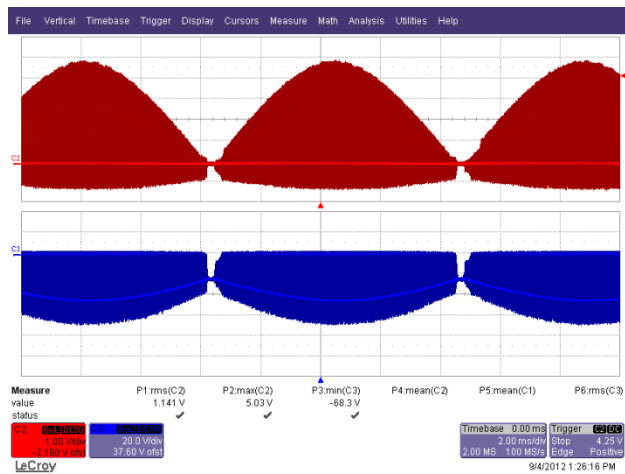 File Vertical Timebase Trigger Display Cursors Measure Math Analysis Utilities Help
C2
C3
Measure P1:rms(C2) P2:max(C2) P3:min(C3) P4:mean(C2) P5:mean(C1) P6:rms(C3)
value 1.141 V 5.03 V -68.3 V
status ✔ ✔ ✔
C2 BwL DC50
1.00 V/div 20.0 V/div
-2.180 V ofst 37.60 V ofst
Timebase 0.00 ms Trigger C2 DC
2.00 ms/div Stop 4.25 V
2.00 MS 100 MS/s Edge Positive
LeCroy 9/4/2012 1:26:16 PM